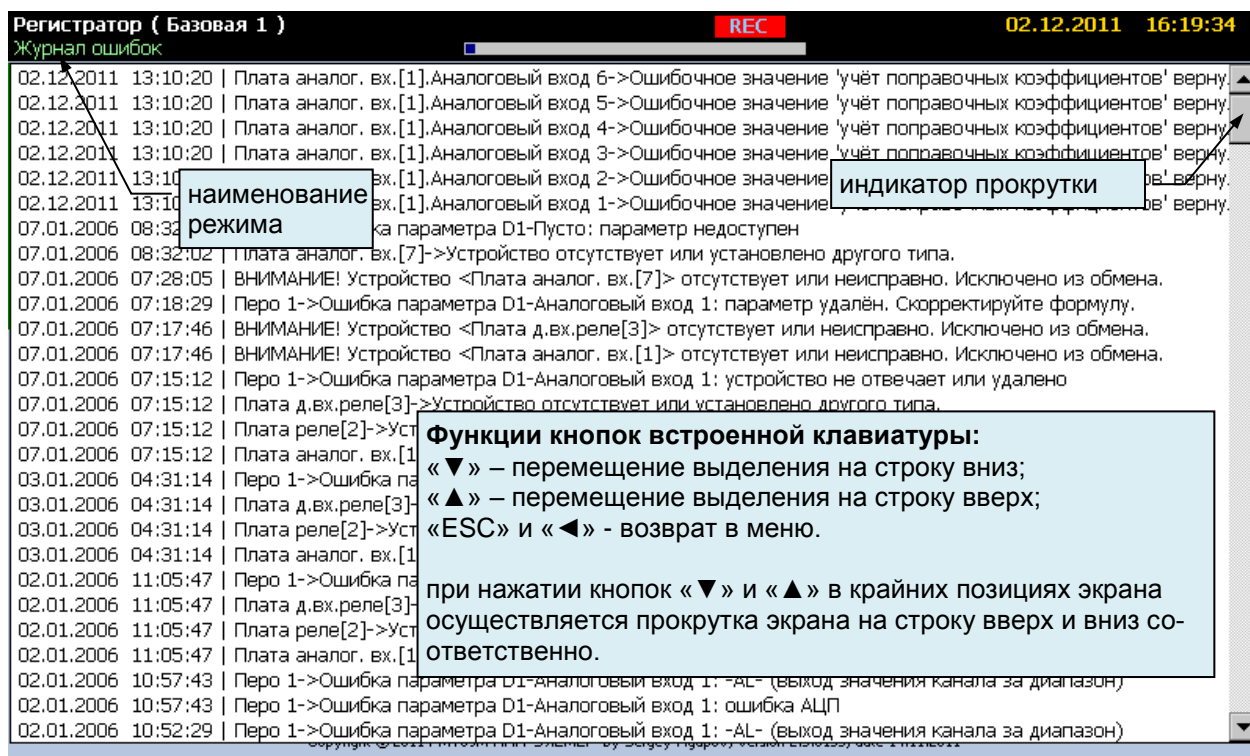 Регистратор ( Базовая 1 ) REC 02.12.2011 16:19:34
Журнал ошибок
02.12.2011 13:10:20 | Плата аналог. вх.[1].Аналоговый вход 6->Ошибочное значение 'учёт поправочных коэффициентов' верну.
02.12.2011 13:10:20 | Плата аналог. вх.[1].Аналоговый вход 5->Ошибочное значение 'учёт поправочных коэффициентов' верну.
02.12.2011 13:10:20 | Плата аналог. вх.[1].Аналоговый вход 4->Ошибочное значение 'учёт поправочных коэффициентов' верну.
02.12.2011 13:10:20 | Плата аналог. вх.[1].Аналоговый вход 3->Ошибочное значение 'учёт поправочных коэффициентов' верну.
02.12.2011 13:10 вх.[1].Аналоговый вход 2->Ошибочное значение ов' верну.
02.12.2011 13:10 вх.[1].Аналоговый вход 1->Ошибочное значение ов' верну.
наименование
режима
индикатор прокрутки
07.01.2006 08:32 ка параметра D1-Пусто: параметр недоступен
07.01.2006 08:32:02 | Плата аналог. вх.[7]->Устройство отсутствует или установлено другого типа.
07.01.2006 07:28:05 | ВНИМАНИЕ! Устройство <Плата аналог. вх.[7]> отсутствует или неисправно. Исключено из обмена.
07.01.2006 07:18:29 | Перо 1->Ошибка параметра D1-Аналоговый вход 1: параметр удалён. Скорректируйте формулу.
07.01.2006 07:17:46 | ВНИМАНИЕ! Устройство <Плата д.вх.реле[3]> отсутствует или неисправно. Исключено из обмена.
07.01.2006 07:17:46 | ВНИМАНИЕ! Устройство <Плата аналог. вх.[1]> отсутствует или неисправно. Исключено из обмена.
07.01.2006 07:15:12 | Перо 1->Ошибка параметра D1-Аналоговый вход 1: устройство не отвечает или удалено
07.01.2006 07:15:12 | Плата д.вх.реле[3]->Устройство отсутствует или установлено другого типа.
07.01.2006 07:15:12 | Плата реле[2]->Уст
07.01.2006 07:15:12 | Плата аналог. вх.[1
03.01.2006 04:31:14 | Перо 1->Ошибка па
03.01.2006 04:31:14 | Плата д.вх.реле[3]-
03.01.2006 04:31:14 | Плата реле[2]->Уст
03.01.2006 04:31:14 | Плата аналог. вх.[1
02.01.2006 11:05:47 | Перо 1->Ошибка па
02.01.2006 11:05:47 | Плата д.вх.реле[3]-
02.01.2006 11:05:47 | Плата реле[2]->Уст
02.01.2006 11:05:47 | Плата аналог. вх.[1
Функции кнопок встроенной клавиатуры:
«▼» – перемещение выделения на строку вниз;
«▲» – перемещение выделения на строку вверх;
«ESC» и «◄» - возврат в меню.
при нажатии кнопок «▼» и «▲» в крайних позициях экрана
осуществляется прокрутка экрана на строку вверх и вниз со-
ответственно.
02.01.2006 10:57:43 | Перо 1->Ошибка параметра D1-Аналоговый вход 1: -AL- (выход значения канала за диапазон)
02.01.2006 10:57:43 | Перо 1->Ошибка параметра D1-Аналоговый вход 1: ошибка АЦП
02.01.2006 10:52:29 | Перо 1->Ошибка параметра D1-Аналоговый вход 1: -AL- (выход значения канала за диапазон)